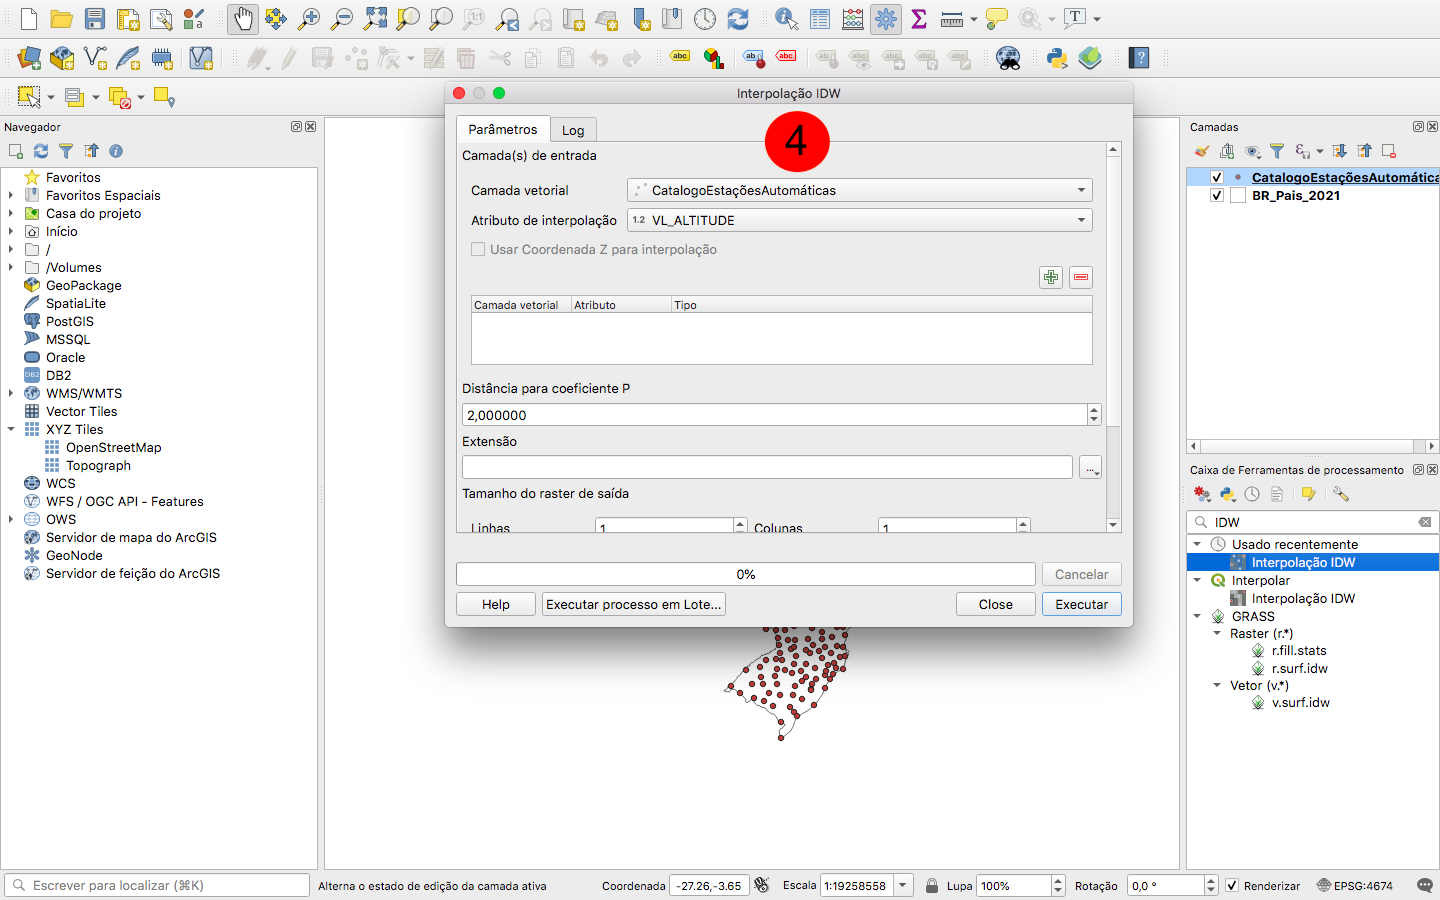 Interpolação IDW
4
Parâmetros
Log
Camada(s) de entrada
Camada vetorial
CatalogoEstaçõesAutomáticas
Atributo de interpolação
1.2 VL_ALTITUDE
Usar Coordenada Z para interpolação
Camada vetorial Atributo Tipo
Distância para coeficiente P
2,000000
Extensão
...
Tamanho do raster de saída
Linhas 1 Colunas 1
0%
Cancelar
Help
Executar processo em Lote...
Close
Executar
Navegador
Favoritos
Favoritos Espaciais
Casa do projeto
Início
/
/Volumes
GeoPackage
SpatiaLite
PostGIS
MSSQL
Oracle
DB2
WMS/WMTS
Vector Tiles
XYZ Tiles
OpenStreetMap
Topograph
WCS
WFS / OGC API - Features
OWS
Servidor de mapa do ArcGIS
GeoNode
Servidor de feição do ArcGIS
Camadas
CatalogoEstaçõesAutomática
BR_Pais_2021
Caixa de Ferramentas de processamento
IDW
Usado recentemente
Interpolação IDW
Interpolar
Interpolação IDW
GRASS
Raster (r.*)
r.fill.stats
r.surf.idw
Vetor (v.*)
v.surf.idw
Escrever para localizar (⌘K)
Alterna o estado de edição da camada ativa
Coordenada -27.26,-3.65
Escala 1:19258558
Lupa 100%
Rotação 0,0 °
Renderizar
EPSG:4674